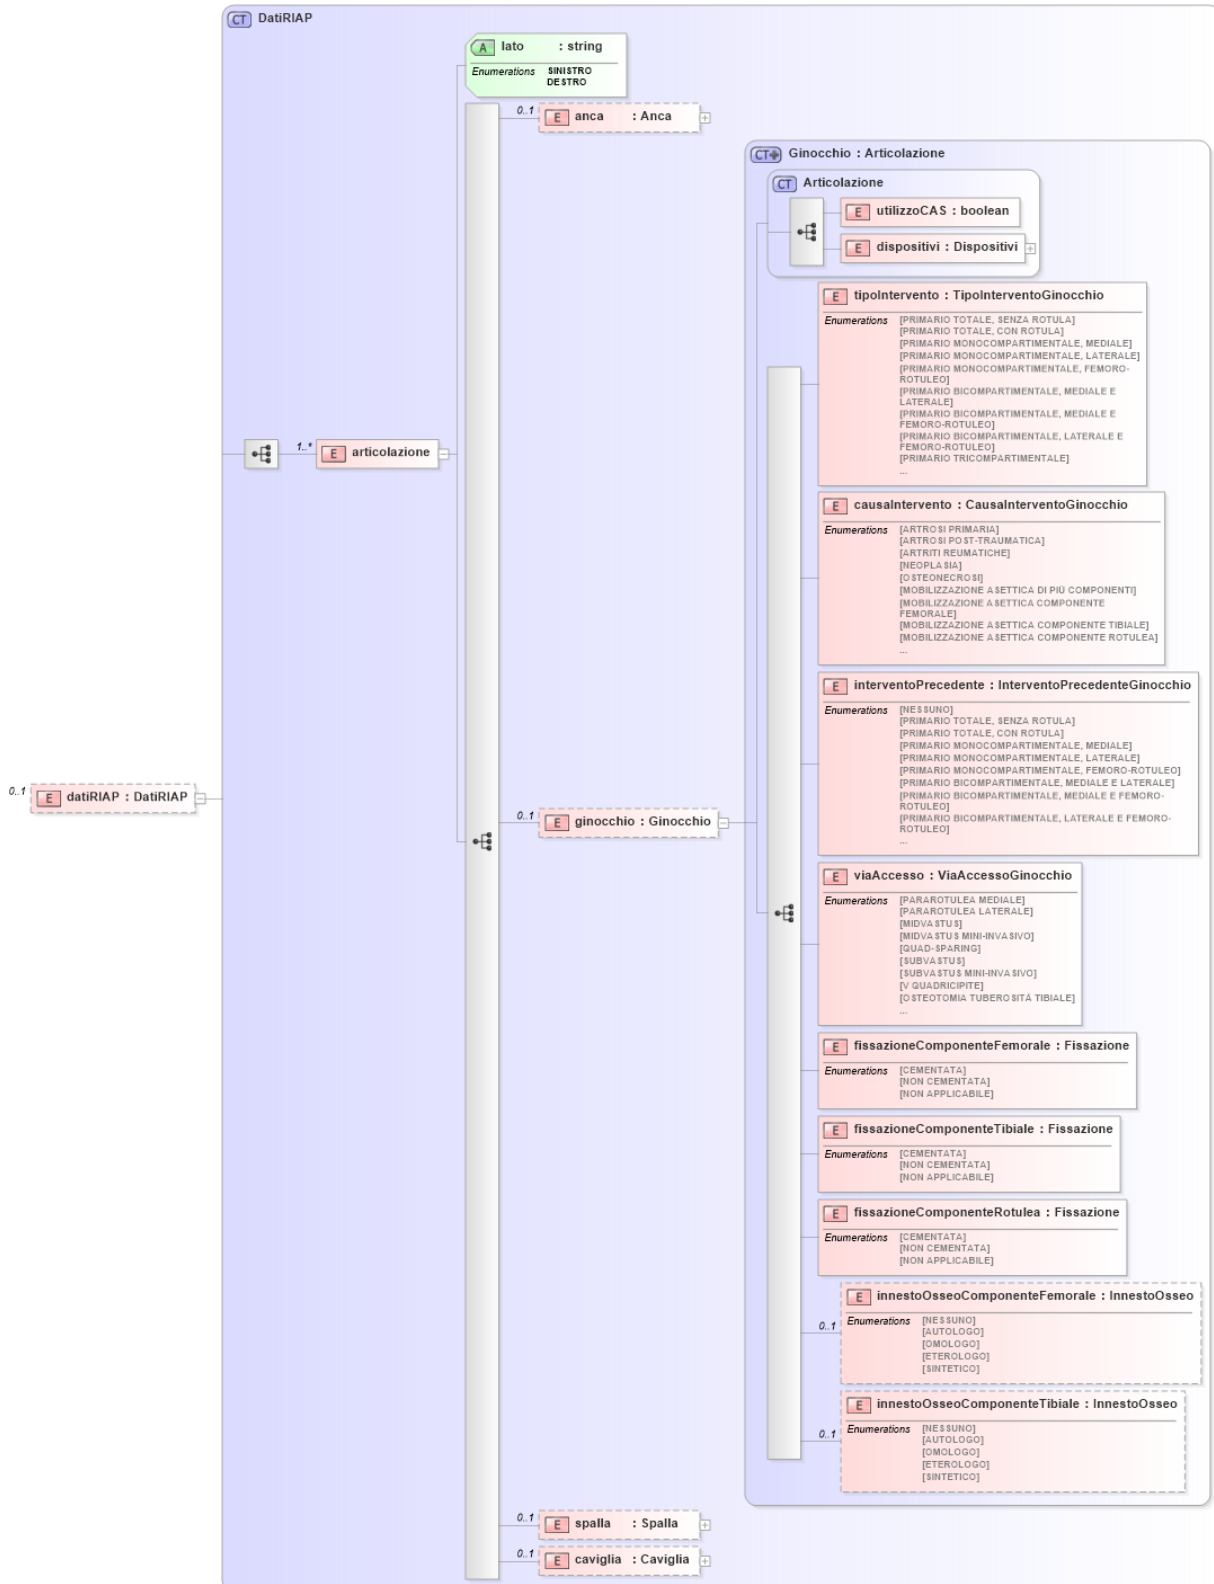 CT DatiRIAP
A lato : string
Enumerations SINISTRO
DESTRO
0..1 E anca : Anca
CT Ginocchio : Articolazione
CT Articolazione
E utilizzoCAS : boolean
E dispositivi : Dispositivi
E tipoIntervento : TipoInterventoGinocchio
Enumerations [PRIMARIO TOTALE, SENZA ROTULA]
[PRIMARIO TOTALE, CON ROTULA]
[PRIMARIO MONOCOMPARTIMENTALE, MEDIALE]
[PRIMARIO MONOCOMPARTIMENTALE, LATERALE]
[PRIMARIO MONOCOMPARTIMENTALE, FEMORO-
ROTULEO]
[PRIMARIO BICOMPARTIMENTALE, MEDIALE E
LATERALE]
[PRIMARIO BICOMPARTIMENTALE, MEDIALE E
FEMORO-ROTULEO]
[PRIMARIO BICOMPARTIMENTALE, LATERALE E
FEMORO-ROTULEO]
[PRIMARIO TRICOMPARTIMENTALE]
...
1..* E articolazione
E causaIntervento : CausaInterventoGinocchio
Enumerations [ARTROSI PRIMARIA]
[ARTROSI POST-TRAUMATICA]
[ARTRITI REUMATICHE]
[NEOPLASIA]
[OSTEONECROSI]
[MOBILIZZAZIONE ASETTICA DI PIÙ COMPONENTI]
[MOBILIZZAZIONE ASETTICA COMPONENTE
FEMORALE]
[MOBILIZZAZIONE ASETTICA COMPONENTE TIBIALE]
[MOBILIZZAZIONE ASETTICA COMPONENTE ROTULEA]
...
E interventoPrecedente : InterventoPrecedenteGinocchio
Enumerations [NESSUNO]
[PRIMARIO TOTALE, SENZA ROTULA]
[PRIMARIO TOTALE, CON ROTULA]
[PRIMARIO MONOCOMPARTIMENTALE, MEDIALE]
[PRIMARIO MONOCOMPARTIMENTALE, LATERALE]
[PRIMARIO MONOCOMPARTIMENTALE, FEMORO-ROTULEO]
[PRIMARIO BICOMPARTIMENTALE, MEDIALE E LATERALE]
[PRIMARIO BICOMPARTIMENTALE, MEDIALE E FEMORO-
ROTULEO]
[PRIMARIO BICOMPARTIMENTALE, LATERALE E FEMORO-
ROTULEO]
...
0..1 E datiRIAP : DatiRIAP
0..1 E ginocchio : Ginocchio
E viaAccesso : ViaAccessoGinocchio
Enumerations [PARAROTULEA MEDIALE]
[PARAROTULEA LATERALE]
[MIDVASTUS]
[MIDVASTUS MINI-INVASIVO]
[QUAD-SPARING]
[SUBVASTUS]
[SUBVASTUS MINI-INVASIVO]
[V QUADRICIPITE]
[OSTEOTOMIA TUBEROSITÀ TIBIALE]
...
E fissazioneComponenteFemorale : Fissazione
Enumerations [CEMENTATA]
[NON CEMENTATA]
[NON APPLICABILE]
E fissazioneComponenteTibiale : Fissazione
Enumerations [CEMENTATA]
[NON CEMENTATA]
[NON APPLICABILE]
E fissazioneComponenteRotulea : Fissazione
Enumerations [CEMENTATA]
[NON CEMENTATA]
[NON APPLICABILE]
0..1 E innestoOsseoComponenteFemorale : InnestoOsseo
Enumerations [NESSUNO]
[AUTOLOGO]
[OMOLOGO]
[ETEROLOGO]
[SINTETICO]
0..1 E innestoOsseoComponenteTibiale : InnestoOsseo
Enumerations [NESSUNO]
[AUTOLOGO]
[OMOLOGO]
[ETEROLOGO]
[SINTETICO]
0..1 E spalla : Spalla
0..1 E caviglia : Caviglia